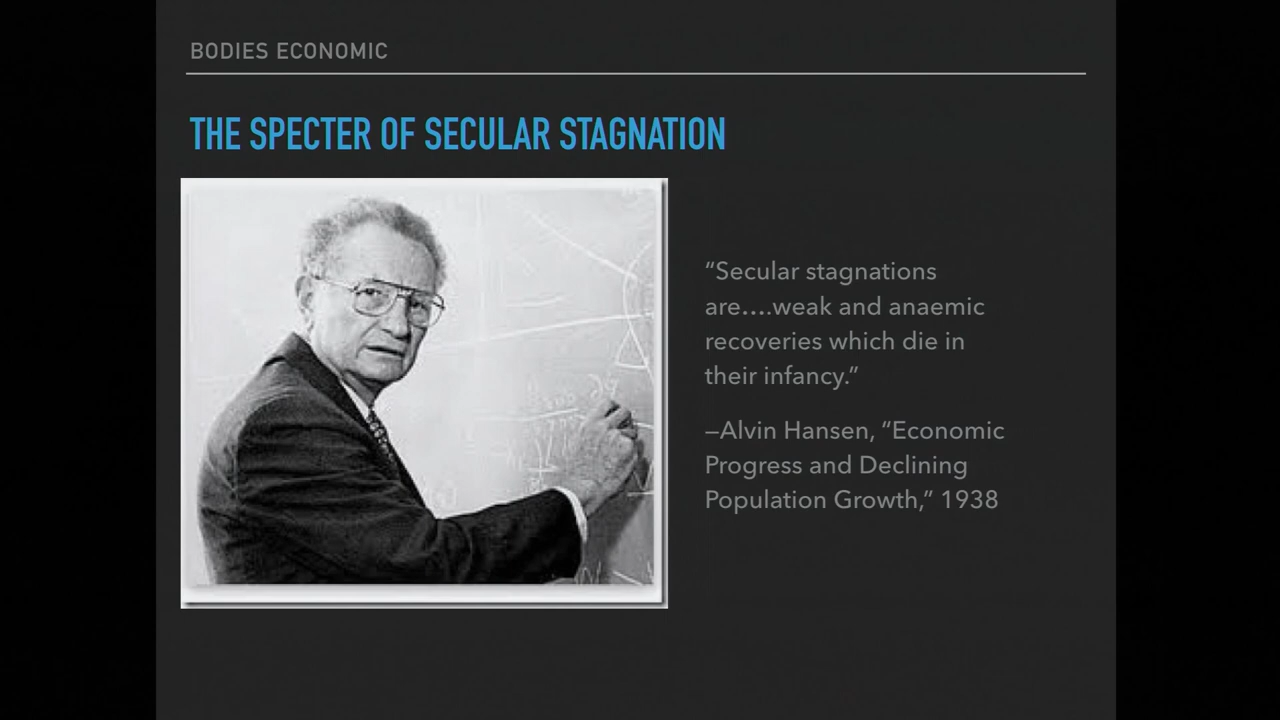 BODIES ECONOMIC
THE SPECTER OF SECULAR STAGNATION
“Secular stagnations
are….weak and anaemic
recoveries which die in
their infancy.”
—Alvin Hansen, “Economic
Progress and Declining
Population Growth,” 1938